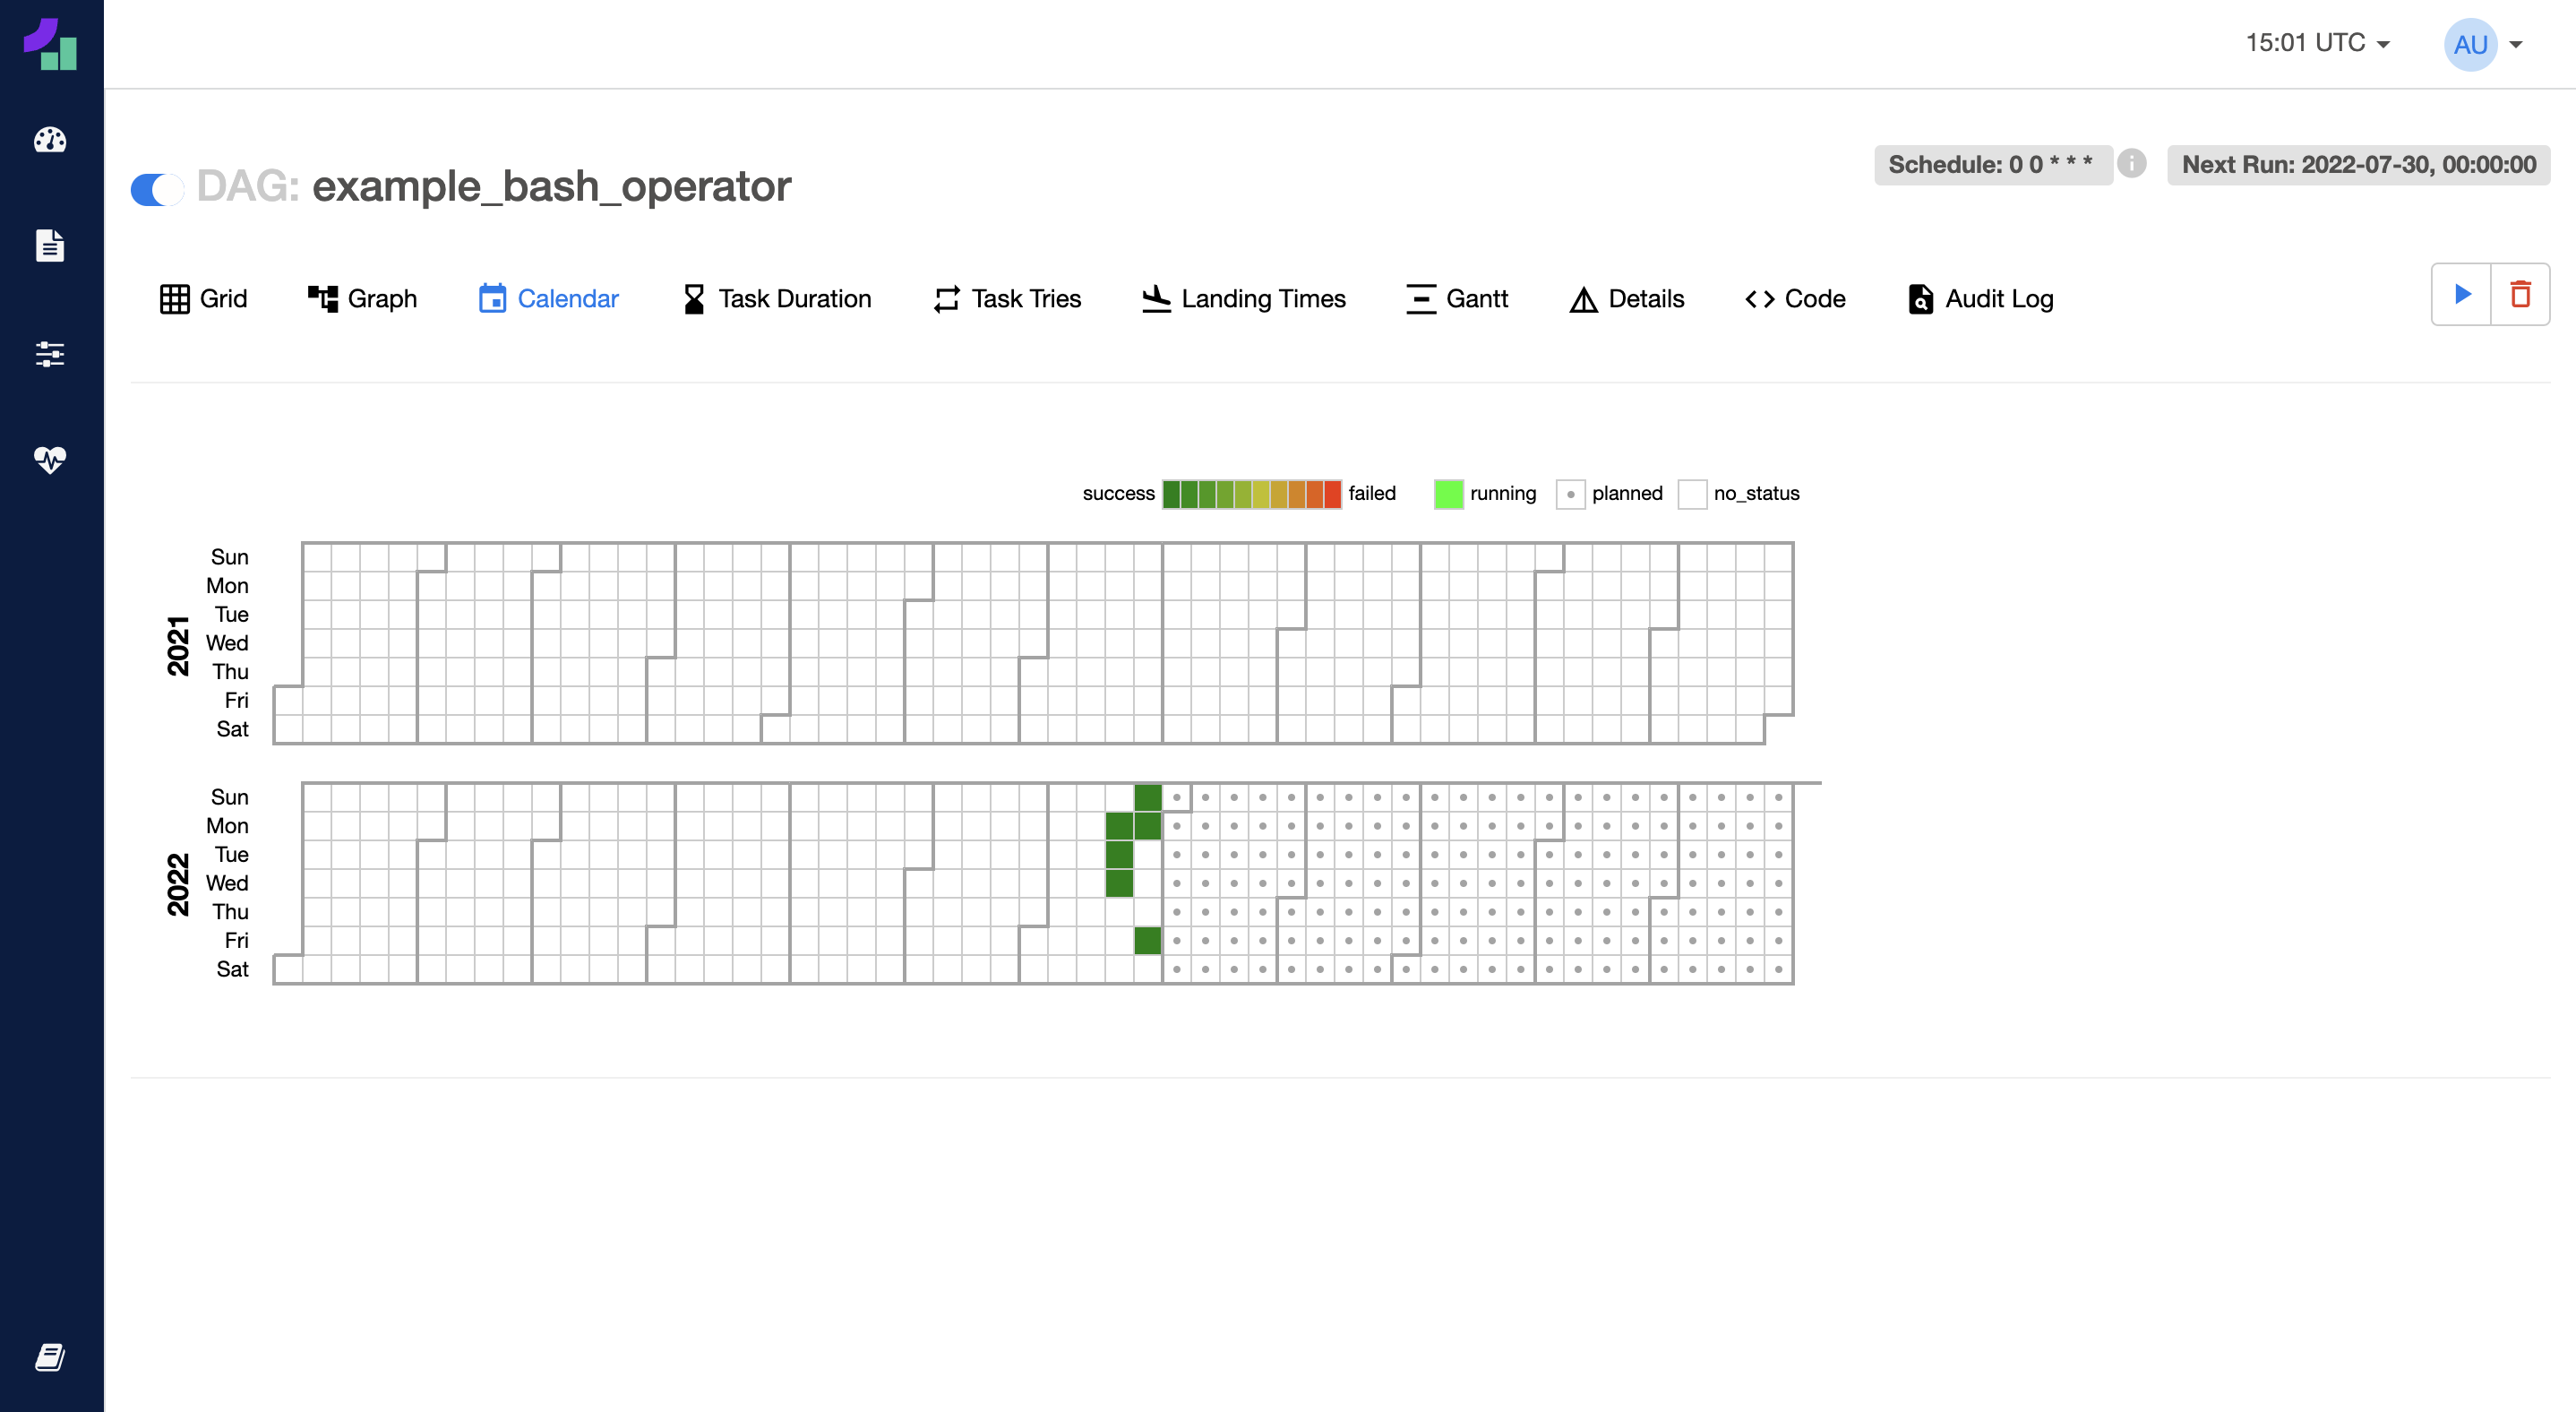 15:01 UTC
AU
DAG: example_bash_operator
Schedule: 0 0 * * *
i
Next Run: 2022-07-30, 00:00:00
Grid
Graph
Calendar
Task Duration
Task Tries
Landing Times
Gantt
Details
Code
Audit Log
success
failed
running
planned
no_status
2021
Sun
Mon
Tue
Wed
Thu
Fri
Sat
2022
Sun
Mon
Tue
Wed
Thu
Fri
Sat